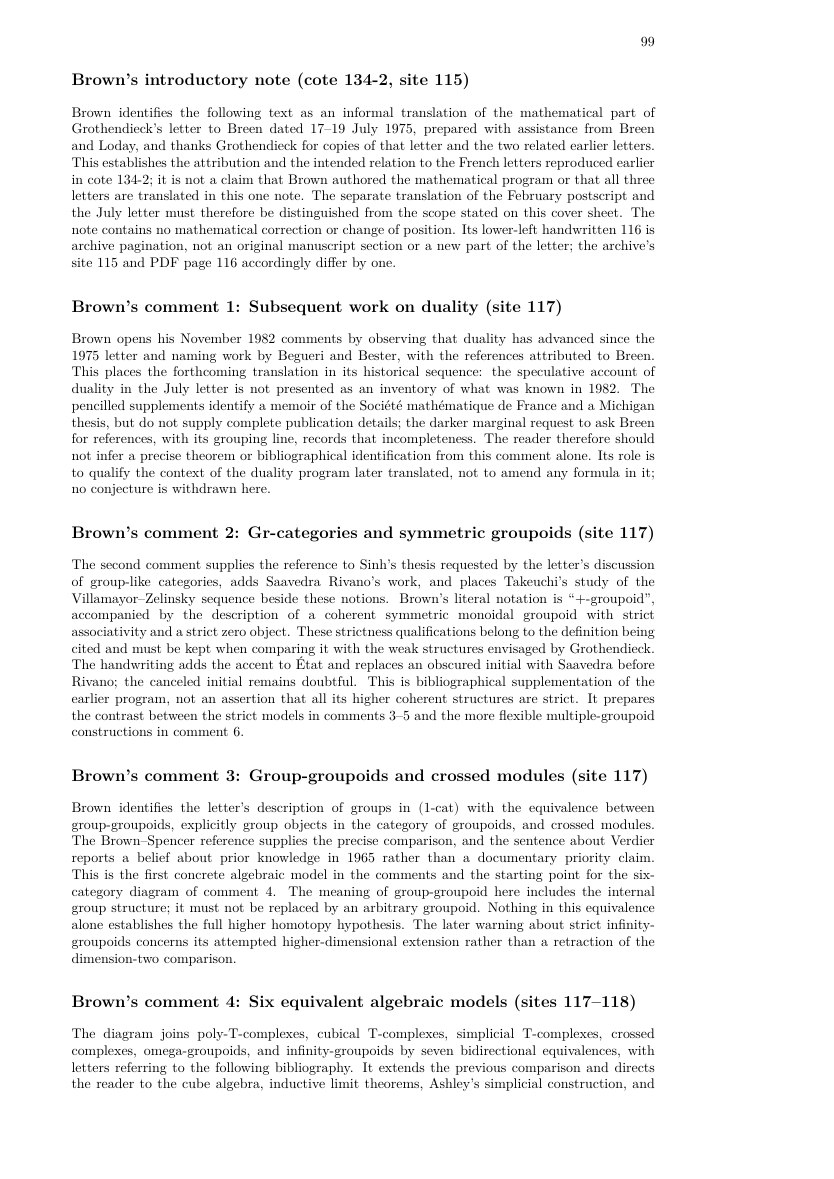 99
Brown's introductory note (cote 134-2, site 115)
Brown identifies the following text as an informal translation of the mathematical part of
Grothendieck's letter to Breen dated 17–19 July 1975, prepared with assistance from Breen
and Loday, and thanks Grothendieck for copies of that letter and the two related earlier letters.
This establishes the attribution and the intended relation to the French letters reproduced earlier
in cote 134-2; it is not a claim that Brown authored the mathematical program or that all three
letters are translated in this one note. The separate translation of the February postscript and
the July letter must therefore be distinguished from the scope stated on this cover sheet. The
note contains no mathematical correction or change of position. Its lower-left handwritten 116 is
archive pagination, not an original manuscript section or a new part of the letter; the archive's
site 115 and PDF page 116 accordingly differ by one.
Brown's comment 1: Subsequent work on duality (site 117)
Brown opens his November 1982 comments by observing that duality has advanced since the
1975 letter and naming work by Begueri and Bester, with the references attributed to Breen.
This places the forthcoming translation in its historical sequence: the speculative account of
duality in the July letter is not presented as an inventory of what was known in 1982. The
pencilled supplements identify a memoir of the Société mathématique de France and a Michigan
thesis, but do not supply complete publication details; the darker marginal request to ask Breen
for references, with its grouping line, records that incompleteness. The reader therefore should
not infer a precise theorem or bibliographical identification from this comment alone. Its role is
to qualify the context of the duality program later translated, not to amend any formula in it;
no conjecture is withdrawn here.
Brown's comment 2: Gr-categories and symmetric groupoids (site 117)
The second comment supplies the reference to Sinh's thesis requested by the letter's discussion
of group-like categories, adds Saavedra Rivano's work, and places Takeuchi's study of the
Villamayor–Zelinsky sequence beside these notions. Brown's literal notation is “+-groupoid”,
accompanied by the description of a coherent symmetric monoidal groupoid with strict
associativity and a strict zero object. These strictness qualifications belong to the definition being
cited and must be kept when comparing it with the weak structures envisaged by Grothendieck.
The handwriting adds the accent to État and replaces an obscured initial with Saavedra before
Rivano; the canceled initial remains doubtful. This is bibliographical supplementation of the
earlier program, not an assertion that all its higher coherent structures are strict. It prepares
the contrast between the strict models in comments 3–5 and the more flexible multiple-groupoid
constructions in comment 6.
Brown's comment 3: Group-groupoids and crossed modules (site 117)
Brown identifies the letter's description of groups in (1-cat) with the equivalence between
group-groupoids, explicitly group objects in the category of groupoids, and crossed modules.
The Brown–Spencer reference supplies the precise comparison, and the sentence about Verdier
reports a belief about prior knowledge in 1965 rather than a documentary priority claim.
This is the first concrete algebraic model in the comments and the starting point for the six-
category diagram of comment 4. The meaning of group-groupoid here includes the internal
group structure; it must not be replaced by an arbitrary groupoid. Nothing in this equivalence
alone establishes the full higher homotopy hypothesis. The later warning about strict infinity-
groupoids concerns its attempted higher-dimensional extension rather than a retraction of the
dimension-two comparison.
Brown's comment 4: Six equivalent algebraic models (sites 117–118)
The diagram joins poly-T-complexes, cubical T-complexes, simplicial T-complexes, crossed
complexes, omega-groupoids, and infinity-groupoids by seven bidirectional equivalences, with
letters referring to the following bibliography. It extends the previous comparison and directs
the reader to the cube algebra, inductive limit theorems, Ashley's simplicial construction, and